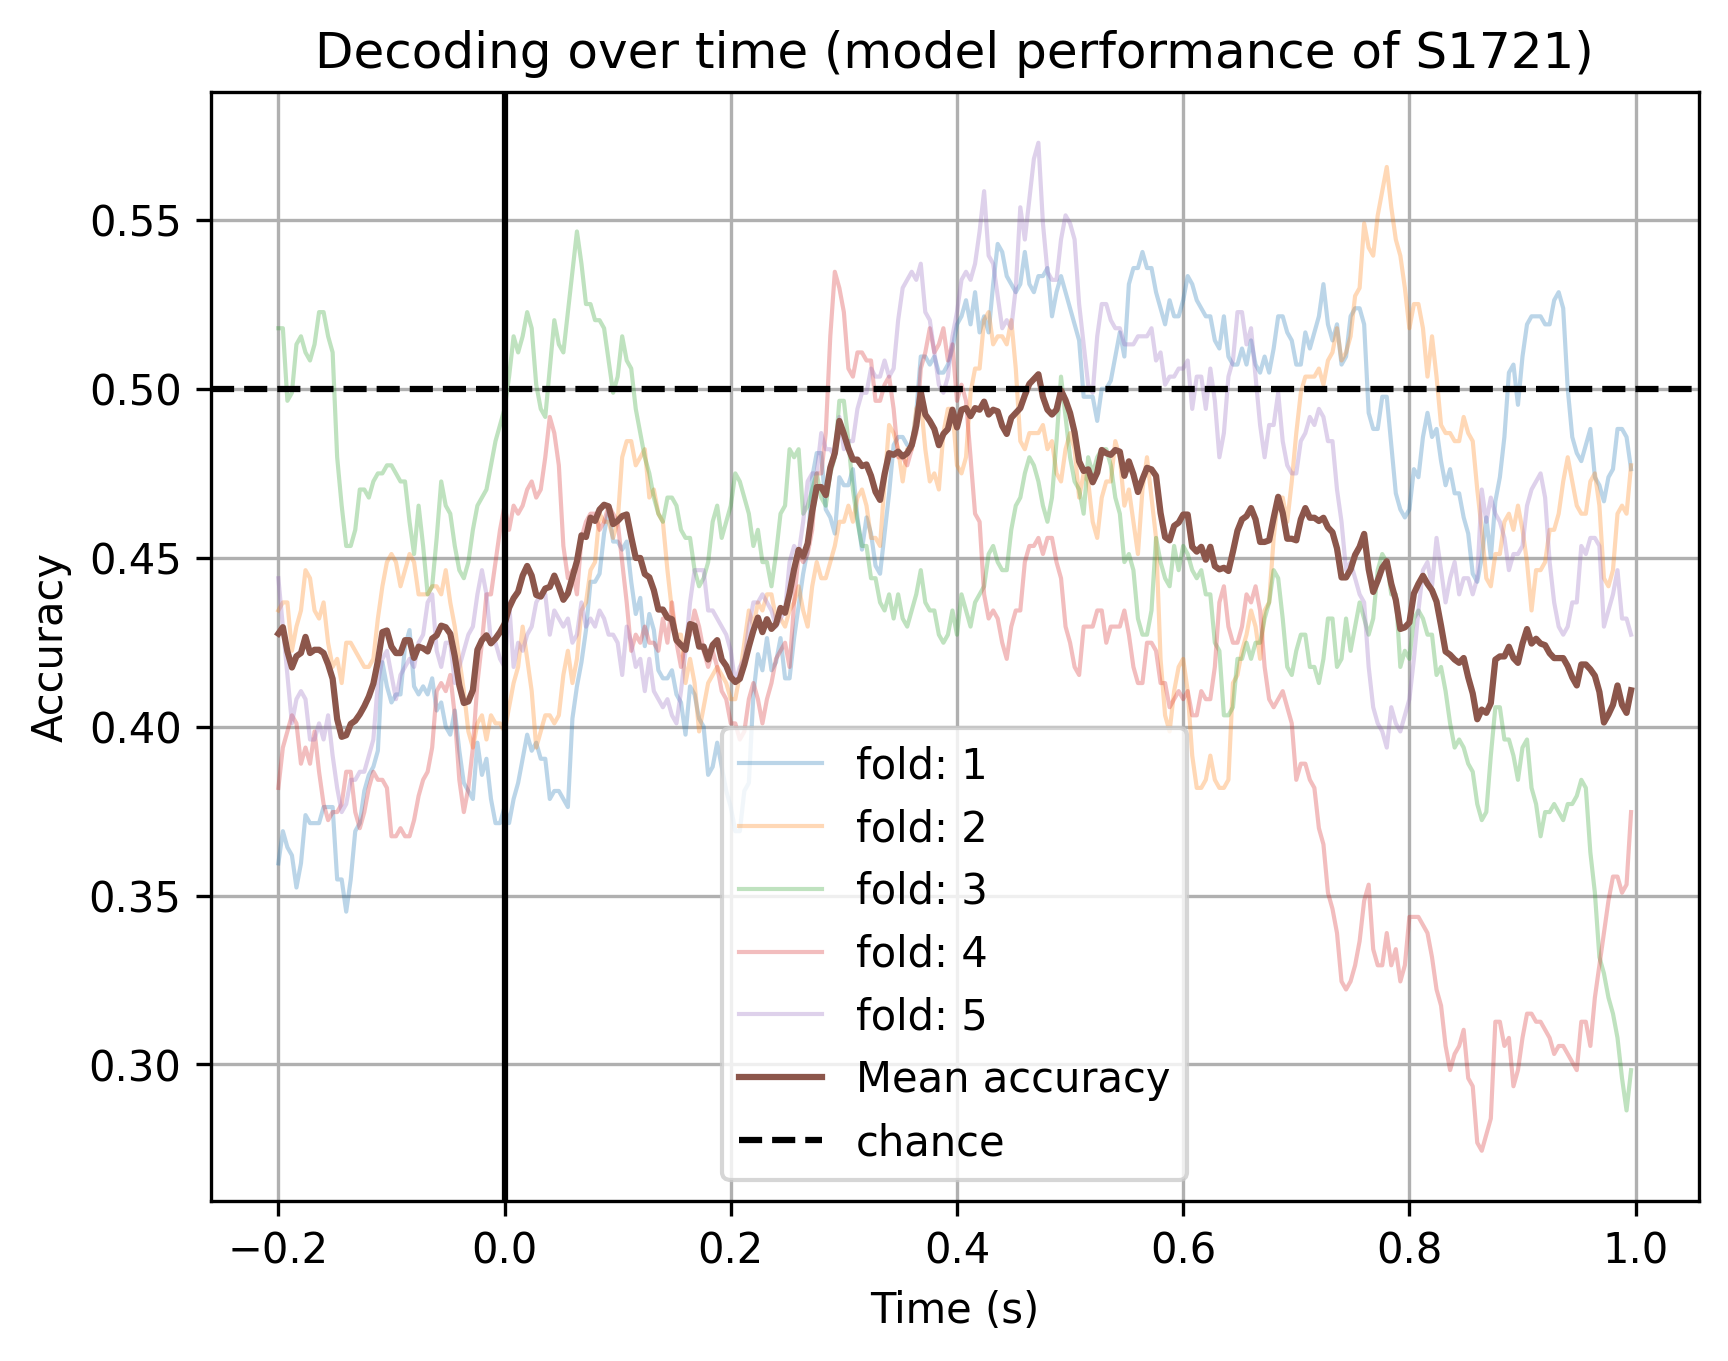 Decoding over time (model performance of S1721)
Accuracy
0.55
0.50
0.45
0.40
0.35
0.30
fold: 1
fold: 2
fold: 3
fold: 4
fold: 5
Mean accuracy
chance
−0.2 0.0 0.2 0.4 0.6 0.8 1.0
Time (s)